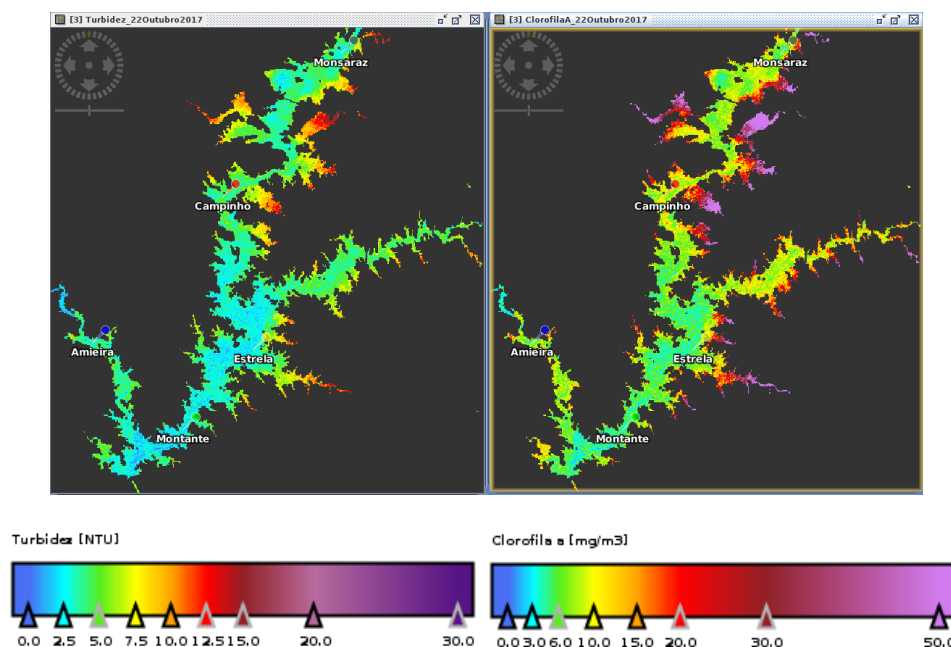 [3] Turbidez_22Outubro2017
[3] ClorofilaA_22Outubro2017
Monsaraz
Campinho
Amieira
Estrela
Montante
Monsaraz
Campinho
Amieira
Estrela
Montante
Turbidez [NTU]
0.0 2.5 5.0 7.5 10.0 12.5 15.0 20.0 30.0
Clorofila a [mg/m3]
0.0 3.0 6.0 10.0 15.0 20.0 30.0 50.0